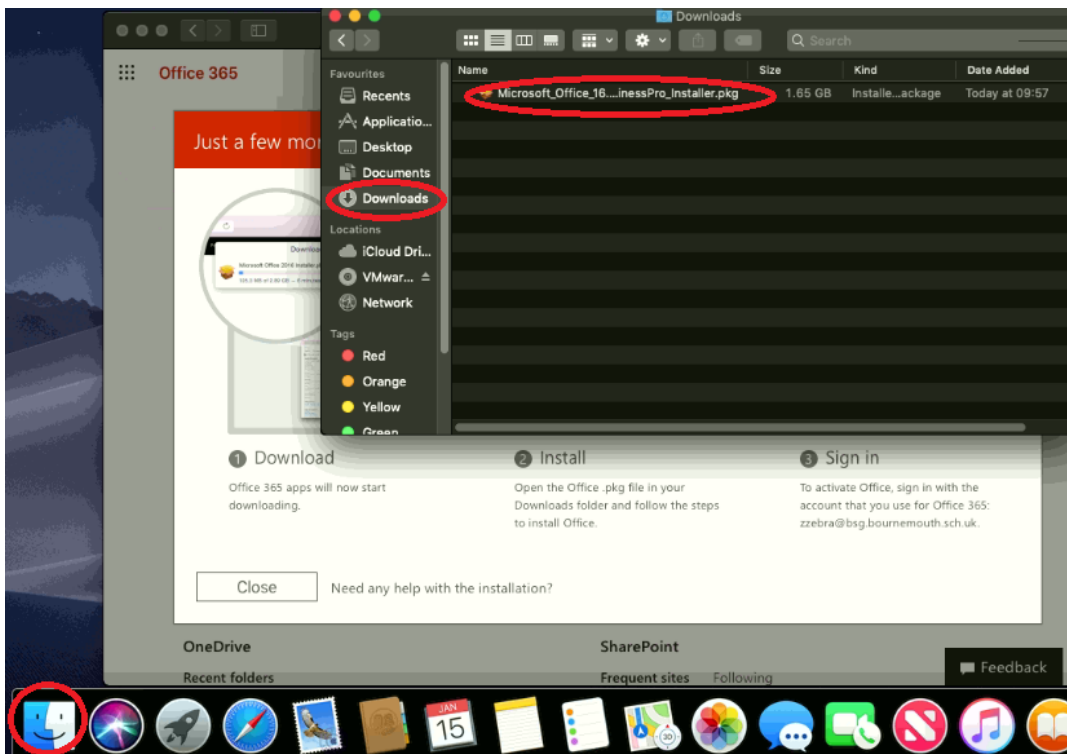 Downloads
Search
Office 365
Favourites
Recents
Applicatio...
Desktop
Documents
Downloads
Locations
iCloud Dri...
VMwar...
Network
Tags
Red
Orange
Yellow
Green
Name Size Kind Date Added
Microsoft_Office_16....inessPro_Installer.pkg 1.65 GB Installe...ackage Today at 09:57
Just a few mo
Microsoft Office 2016 Installer
1 Download
Office 365 apps will now start
downloading.
2 Install
Open the Office .pkg file in your
Downloads folder and follow the steps
to install Office.
3 Sign in
To activate Office, sign in with the
account that you use for Office 365:
zzebra@bsg.bournemouth.sch.uk.
Close
Need any help with the installation?
OneDrive
Recent folders
SharePoint
Frequent sites Following
Feedback
JAN
15